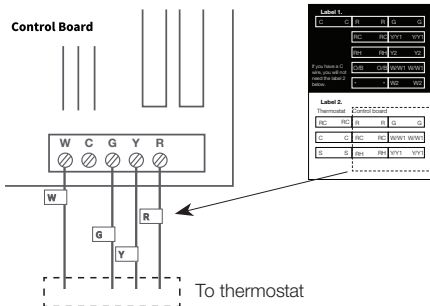 Control Board
W C G Y R
W
R
G
Y
To thermostat
Label 1.
C C R R G G
RC RC Y/Y1 Y/Y1
RH RH Y2 Y2
If you have a C
wire, you will not
need the label 2
below.
O/B O/B W/W1 W/W1
* * W2 W2
Label 2.
Thermostat Control board
RC RC R R G G
C C RC RC W/W1 W/W1
S S RH RH Y/Y1 Y/Y1